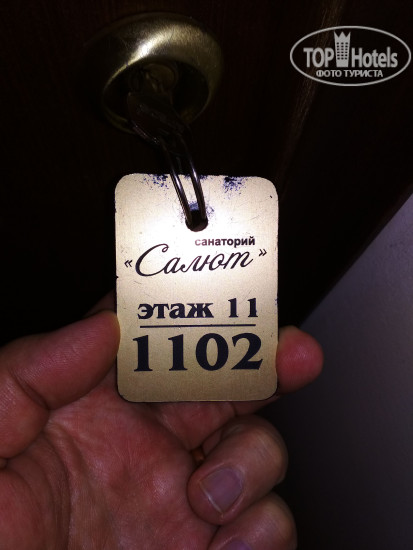 TOP Hotels
ФОТО ТУРИСТА
санаторий
«Салют»
этаж 11
1102